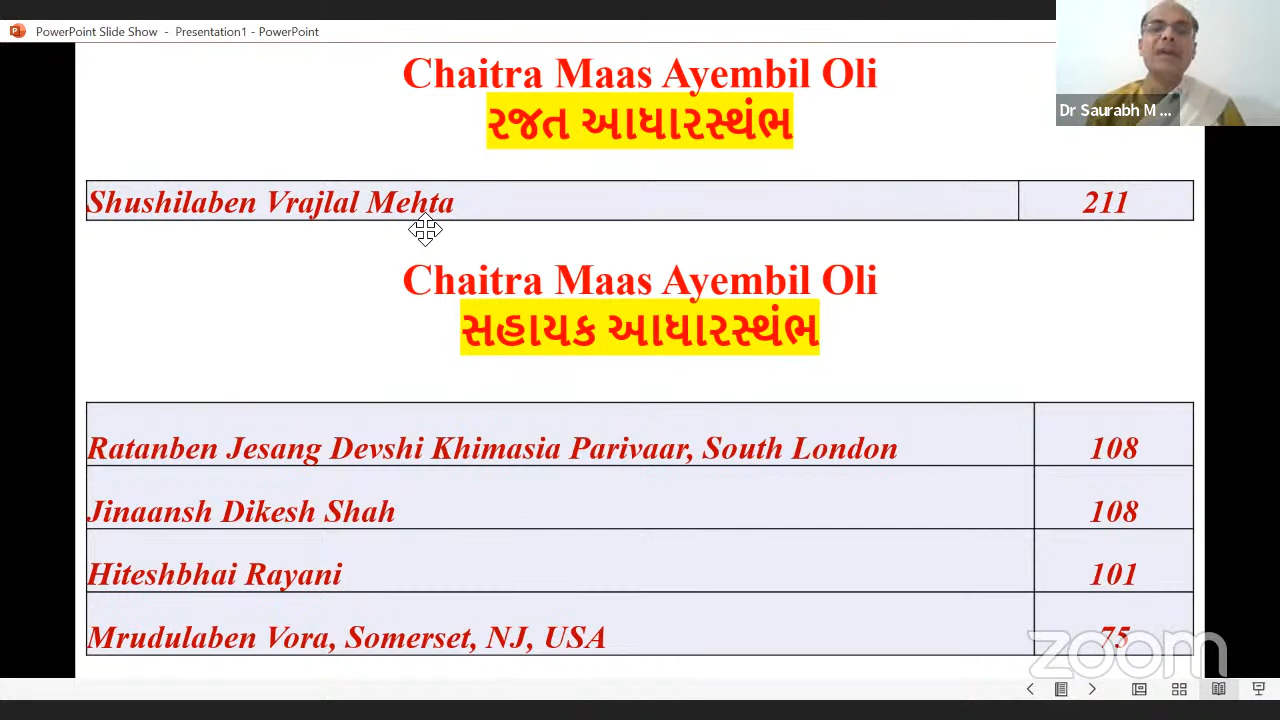 PowerPoint Slide Show - Presentation1 - PowerPoint
Dr Saurabh M ...
Chaitra Maas Ayembil Oli
રજત આધારસ્થંભ
Shushilaben Vrajlal Mehta 211
Chaitra Maas Ayembil Oli
સહાયક આધારસ્થંભ
Ratanben Jesang Devshi Khimasia Parivaar, South London 108
Jinaansh Dikesh Shah 108
Hiteshbhai Rayani 101
Mrudulaben Vora, Somerset, NJ, USA 75
zoom